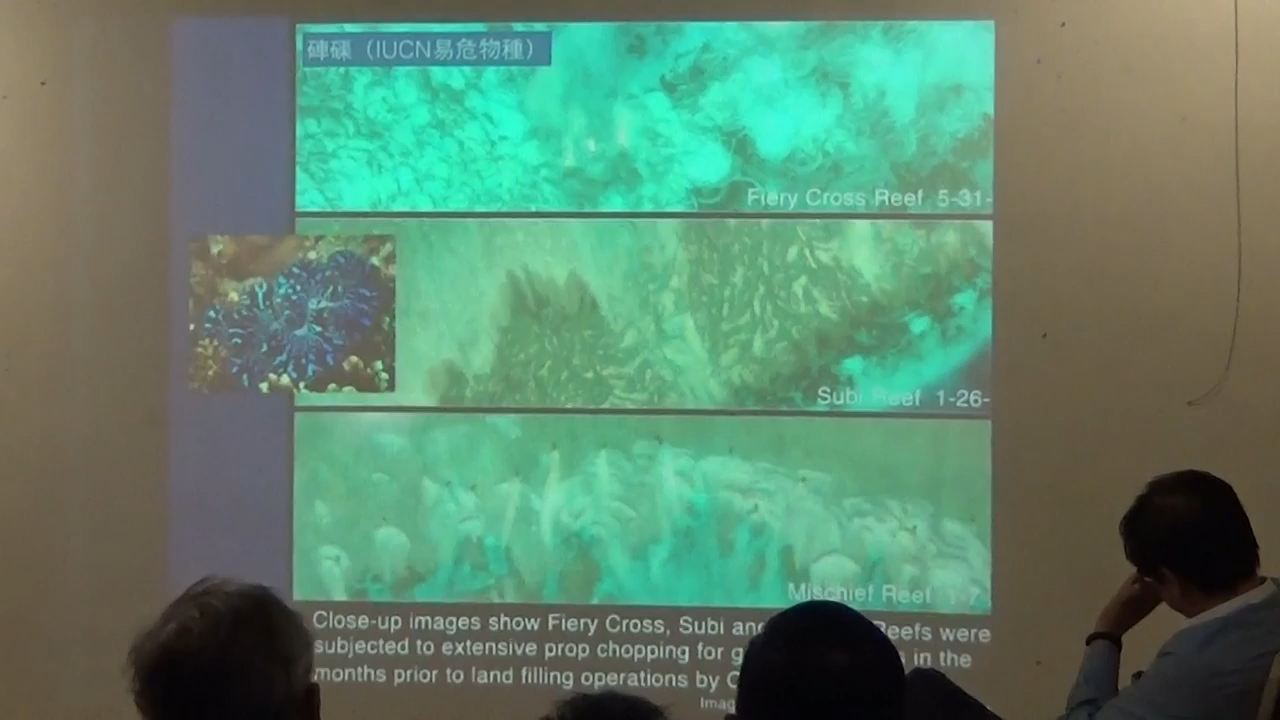 硨磲（IUCN易危物種）
Fiery Cross Reef 5-31-
Subi Reef 1-26-
Mischief Reef
Close-up images show Fiery Cross, Subi and Reefs were
subjected to extensive prop chopping for in the
months prior to land filling operations by